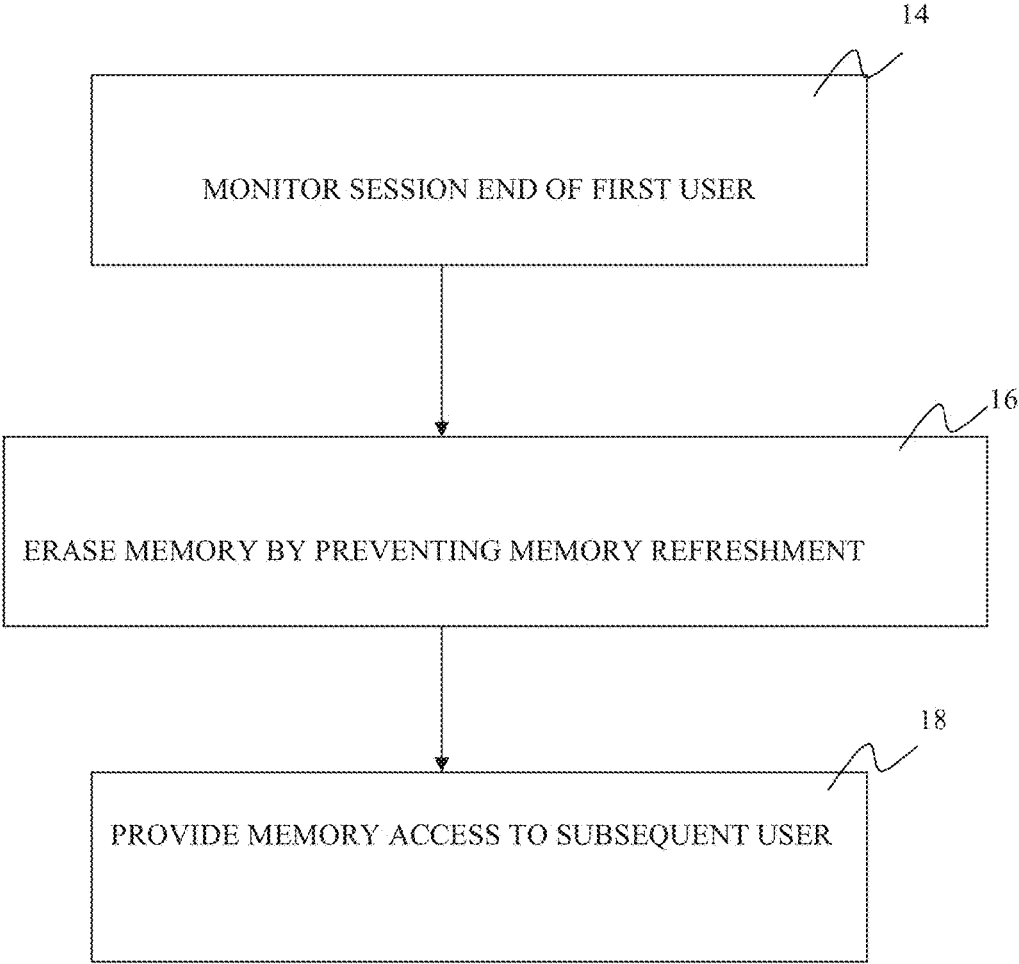 14
MONITOR SESSION END OF FIRST USER
16
ERASE MEMORY BY PREVENTING MEMORY REFRESHMENT
18
PROVIDE MEMORY ACCESS TO SUBSEQUENT USER